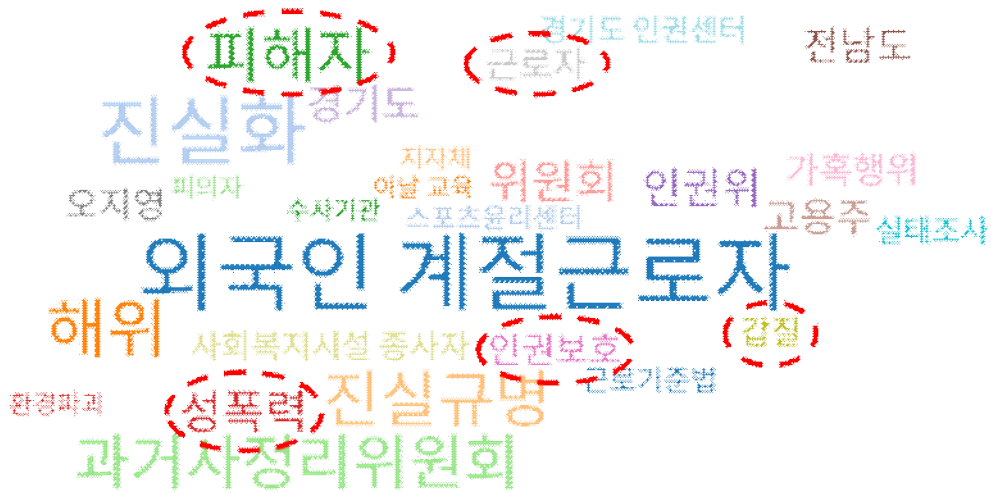 경기도 인권센터
피해자
전남도
근로자
경기도
진실화
지자체
가혹행위
위원회
인권위
이날 교육
피의자
오지영
수사기관
스포츠윤리센터
고용주
실태조사
외국인 계절근로자
해위
갑질
사회복지시설 종사자
인권보호
근로기준법
진실규명
환경파괴
성폭력
과거사정리위원회